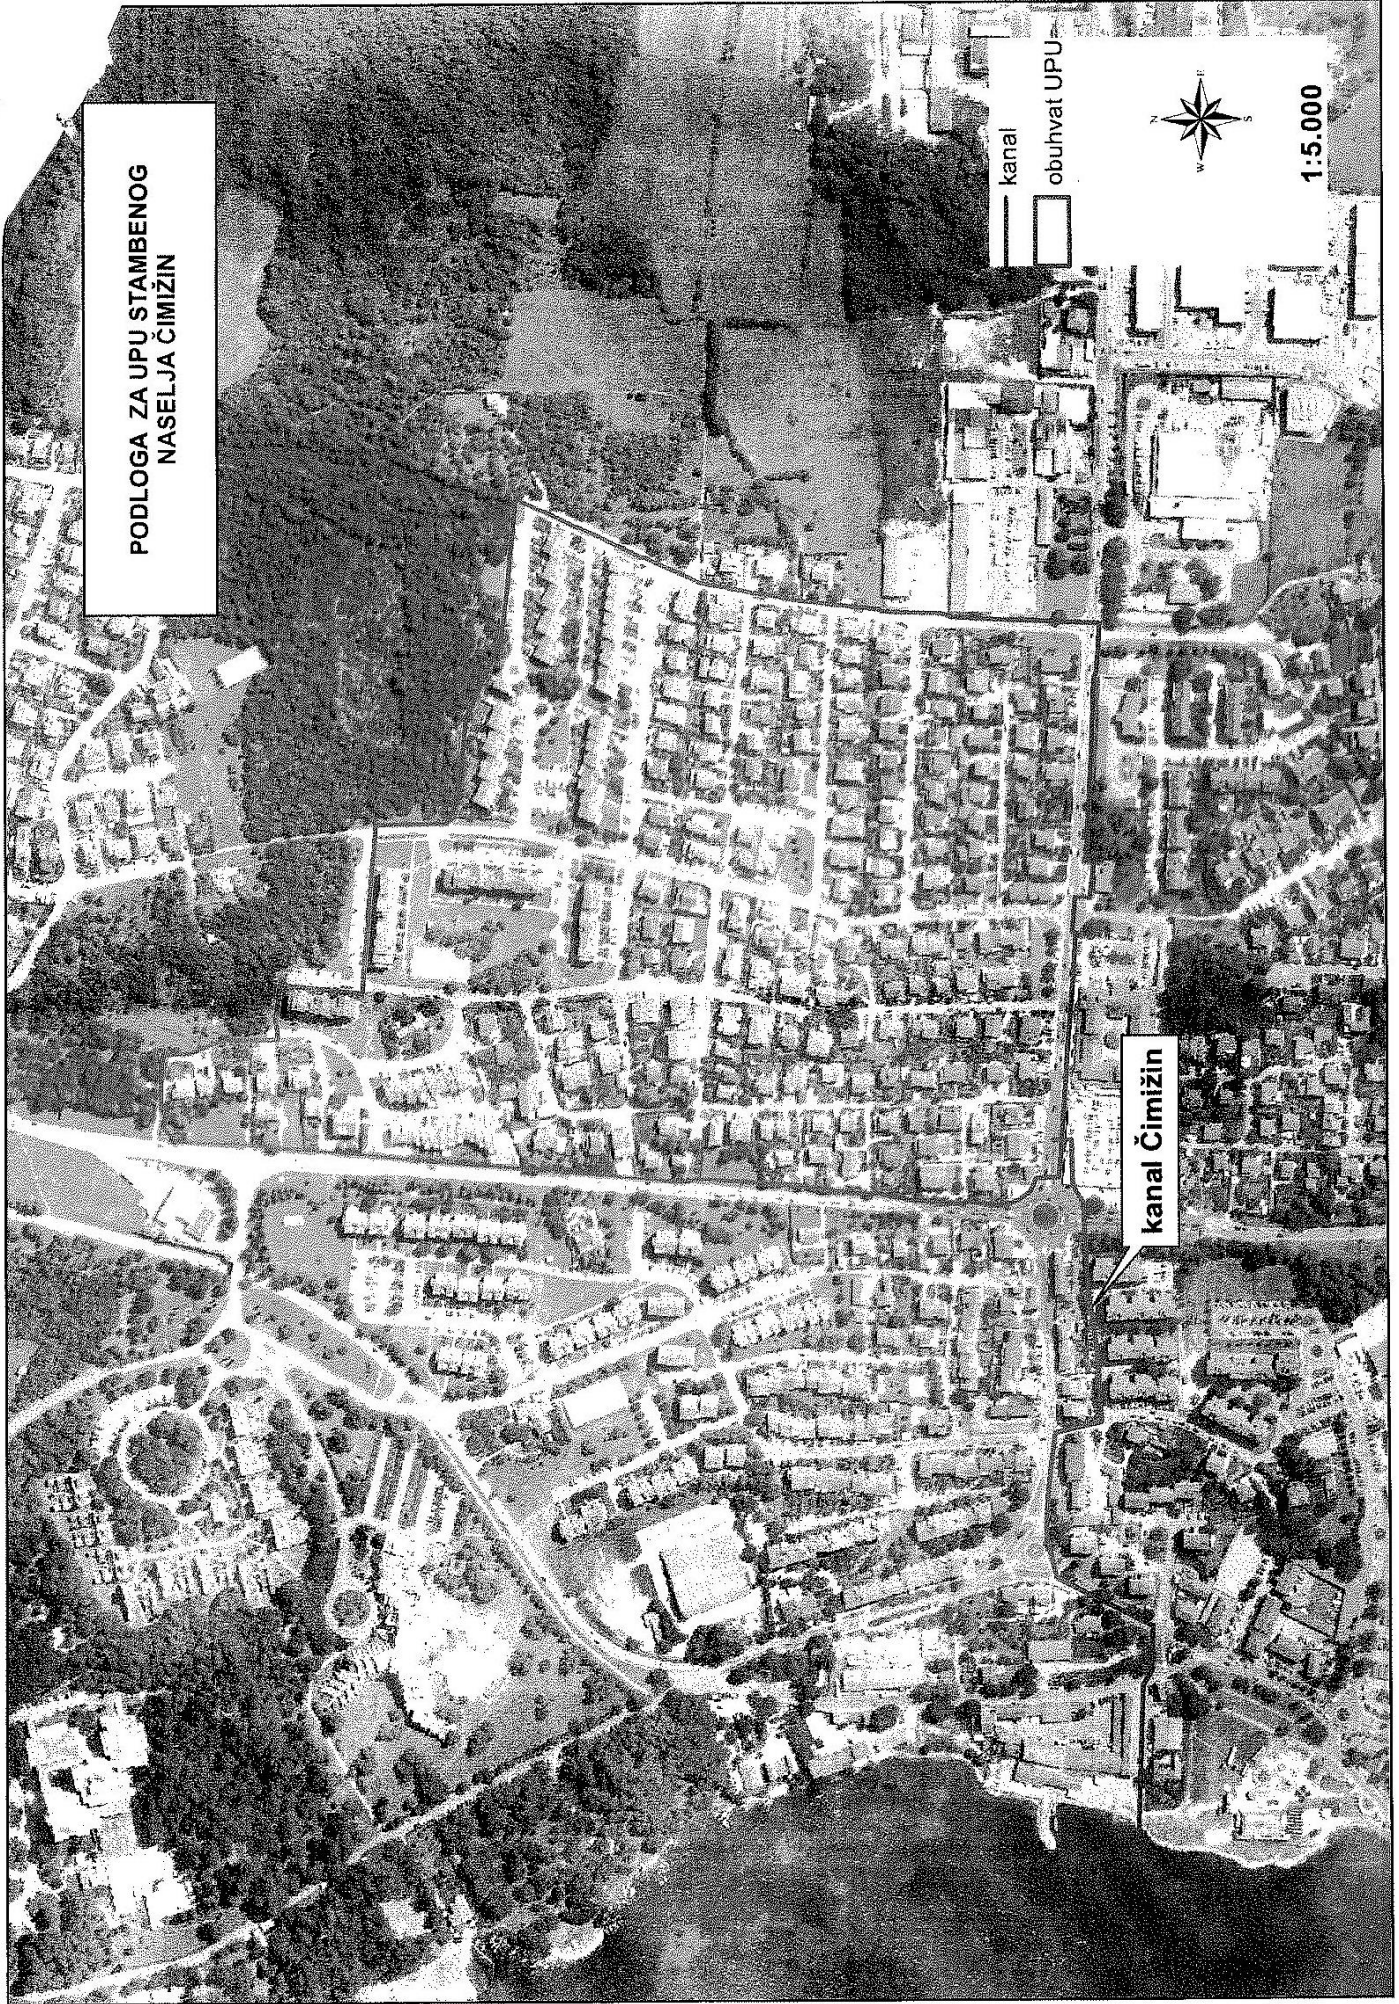 PODLOGA ZA UPU STAMBENOG
NASELJA ČIMIŽIN
kanal
obuhvat UPU
N
W
E
S
1:5.000
kanal Čimižin